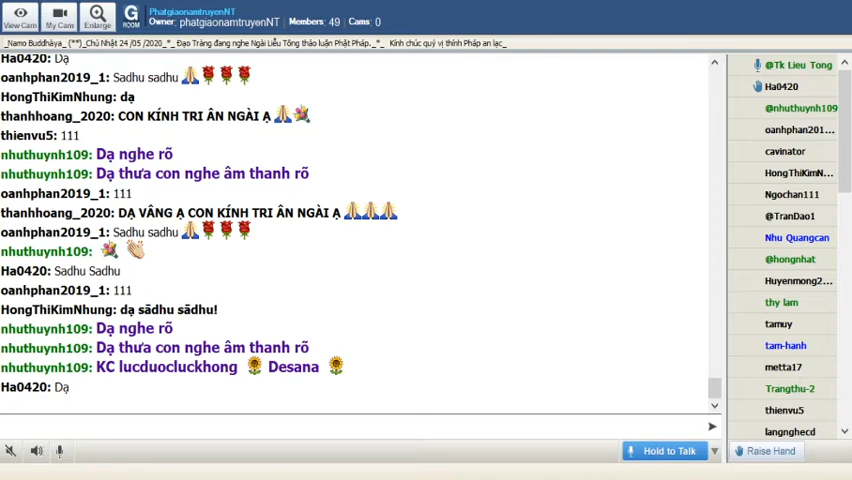 View Cam
My Cam
Enlarge
G
ROOM
PhatgiaonamtruyenNT
Owner: phatgiaonamtruyenNT Members: 49 Cams: 0
_Namo Buddhāya_ (**)_Chủ Nhật 24 /05 /2020_*_ Đạo Tràng đang nghe Ngài Liễu Tông thảo luận Phật Pháp._*_ Kính chúc quý vị thính Pháp an lạc_
Ha0420: Dạ
oanhphan2019_1: Sadhu sadhu 🙏🌹🌹🌹
HongThiKimNhung: dạ
thanhhoang_2020: CON KÍNH TRI ÂN NGÀI Ạ 🙏💐
thienvu5: 111
nhuthuynh109: Dạ nghe rõ
nhuthuynh109: Dạ thưa con nghe âm thanh rõ
oanhphan2019_1: 111
thanhhoang_2020: DẠ VÂNG Ạ CON KÍNH TRI ÂN NGÀI Ạ 🙏🙏🙏
oanhphan2019_1: Sadhu sadhu 🙏🌹🌹🌹
nhuthuynh109: 💐 👏
Ha0420: Sadhu Sadhu
oanhphan2019_1: 111
HongThiKimNhung: dạ sādhu sādhu!
nhuthuynh109: Dạ nghe rõ
nhuthuynh109: Dạ thưa con nghe âm thanh rõ
nhuthuynh109: KC lucduocluckhong 🌻 Desana 🌻
Ha0420: Dạ
@Tk Lieu Tong
Ha0420
@nhuthuynh109
oanhphan201...
cavinator
HongThiKimN...
Ngochan111
@TranDao1
Nhu Quangcan
@hongnhat
Huyenmong2...
thy lam
tamuy
tam-hanh
metta17
Trangthu-2
thienvu5
langnghecd
Hold to Talk
Raise Hand